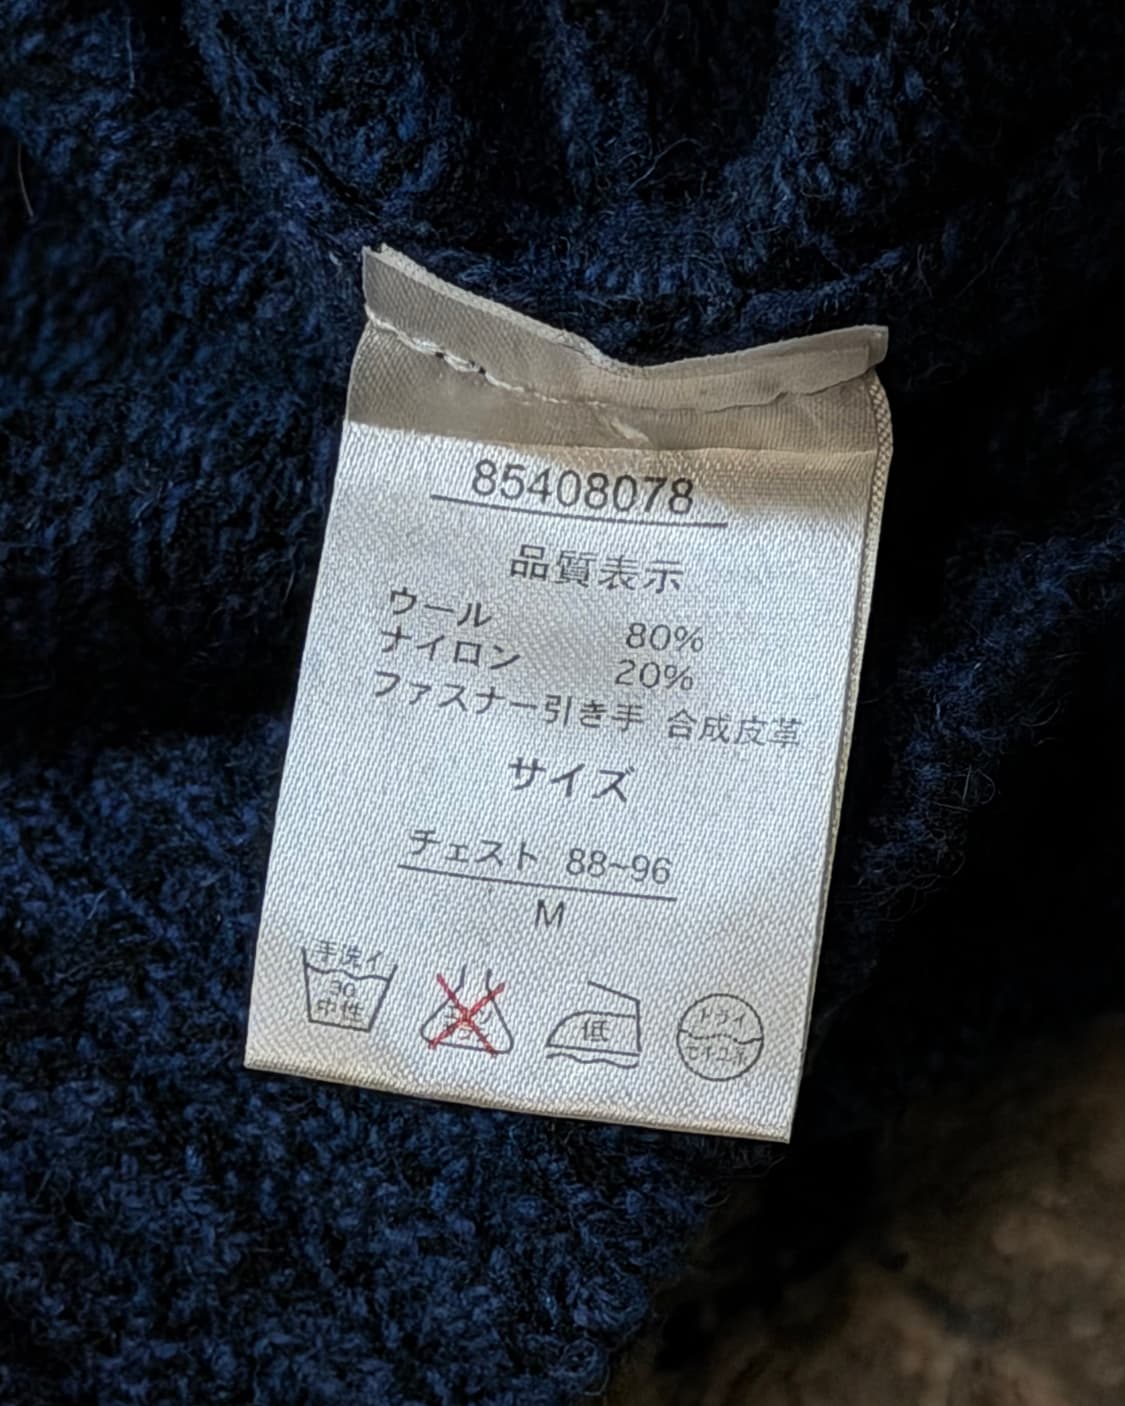 85408078
品質表示
ウール 80%
ナイロン 20%
ファスナー引き手 合成皮革
サイズ
チェスト 88~96
M
手洗イ
30
中性
低
ドライ